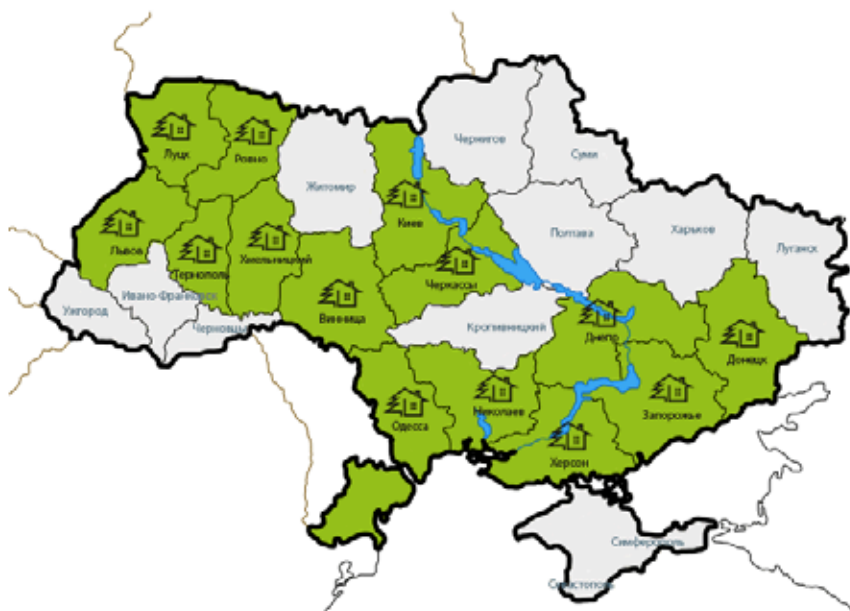 Чернигов
Луцк
Ровно
Суми
Житомир
Киев
Львов
Тернополь
Хмельницкий
Полтава
Харьков
Луганск
Черкассы
Ивано-Франковск
Ужгород
Винница
Черновцы
Кропивницкий
Днепр
Донецк
Одесса
Николаев
Запорожье
Херсон
Симферополь
Севастополь